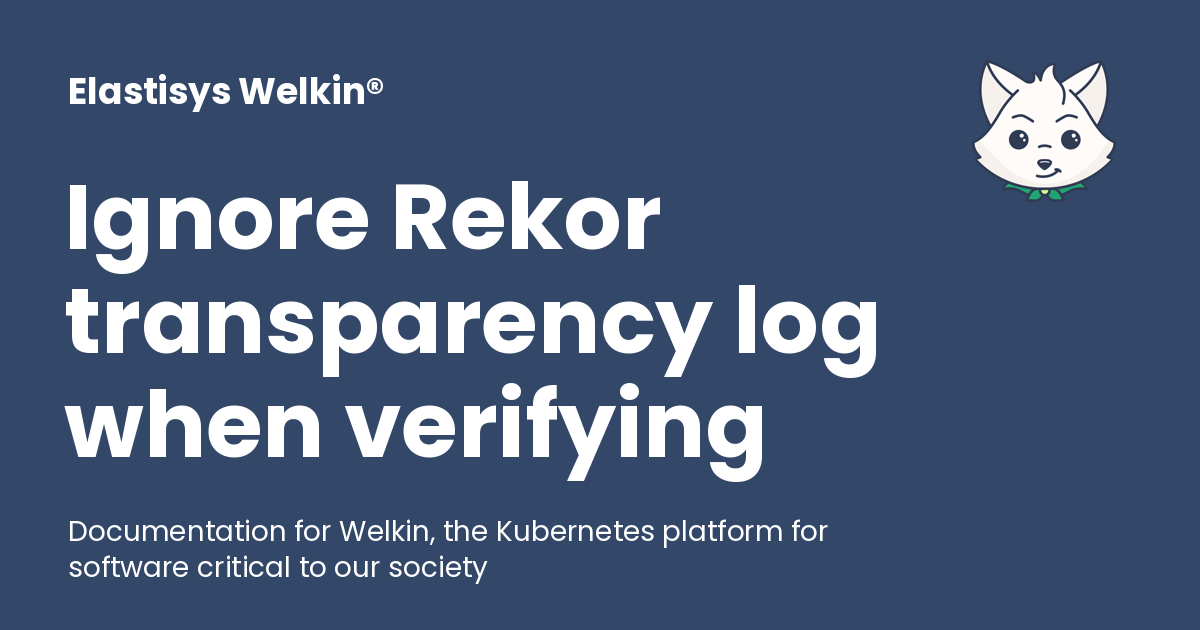 Elastisys Welkin®
Ignore Rekor
transparency log
when verifying
Documentation for Welkin, the Kubernetes platform for
software critical to our society